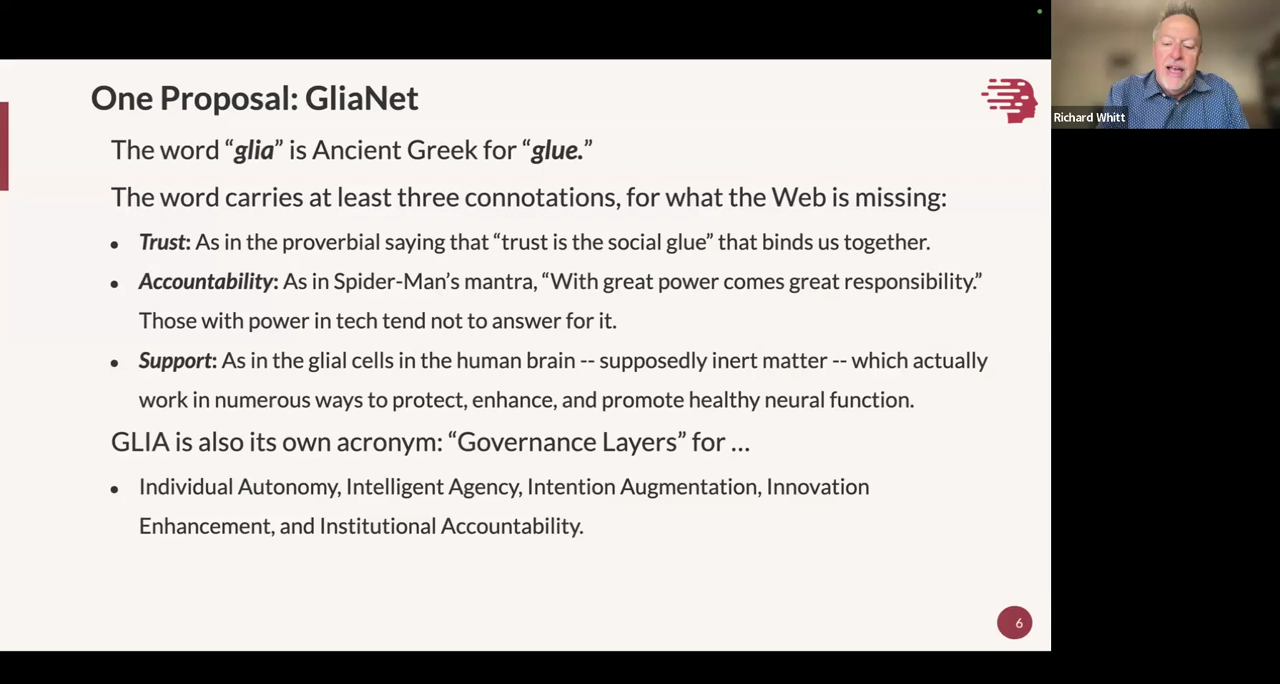 One Proposal: GliaNet
The word “glia” is Ancient Greek for “glue.”
The word carries at least three connotations, for what the Web is missing:
• Trust: As in the proverbial saying that “trust is the social glue” that binds us together.
• Accountability: As in Spider-Man’s mantra, “With great power comes great responsibility.”
Those with power in tech tend not to answer for it.
• Support: As in the glial cells in the human brain -- supposedly inert matter -- which actually
work in numerous ways to protect, enhance, and promote healthy neural function.
GLIA is also its own acronym: “Governance Layers” for ...
• Individual Autonomy, Intelligent Agency, Intention Augmentation, Innovation
Enhancement, and Institutional Accountability.
6
Richard Whitt